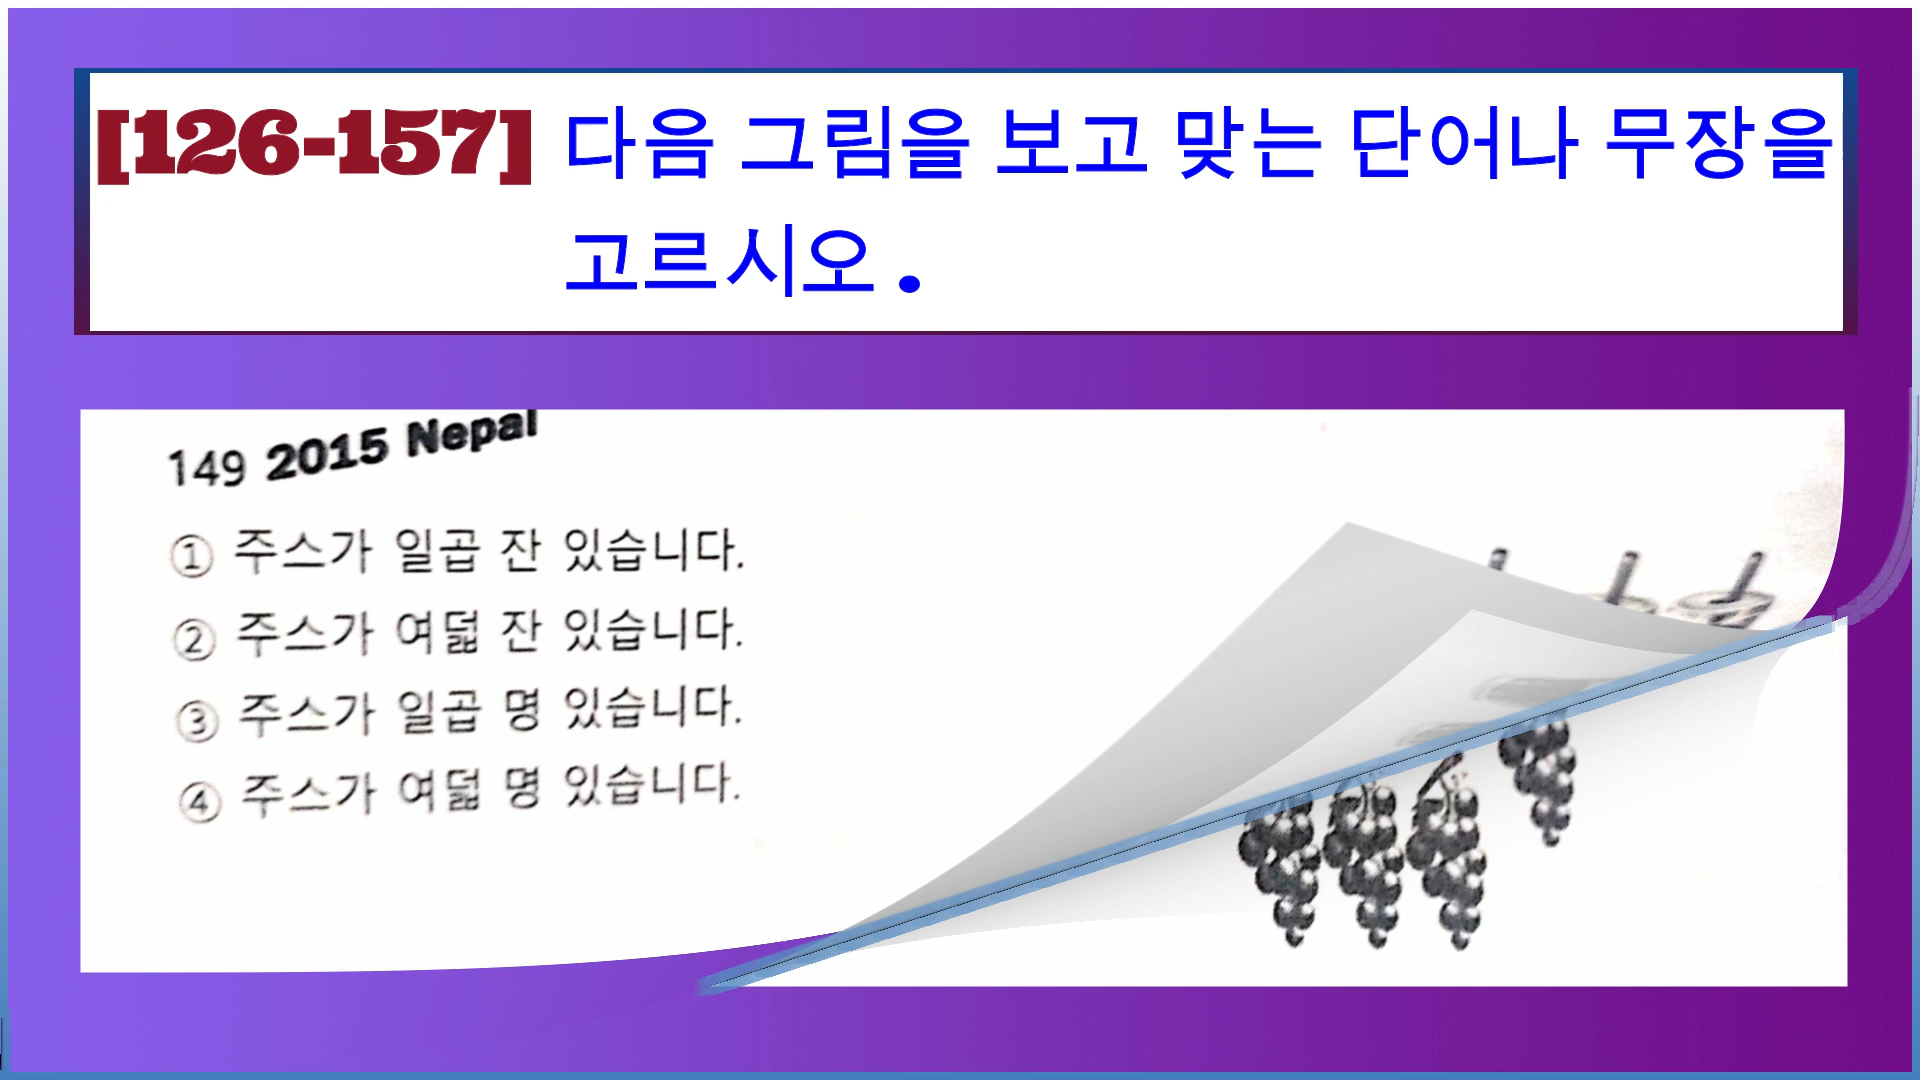 [126-157] 다음 그림을 보고 맞는 단어나 무장을
고르시오.
149 2015 Nepal
① 주스가 일곱 잔 있습니다.
② 주스가 여덟 잔 있습니다.
③ 주스가 일곱 명 있습니다.
④ 주스가 여덟 명 있습니다.